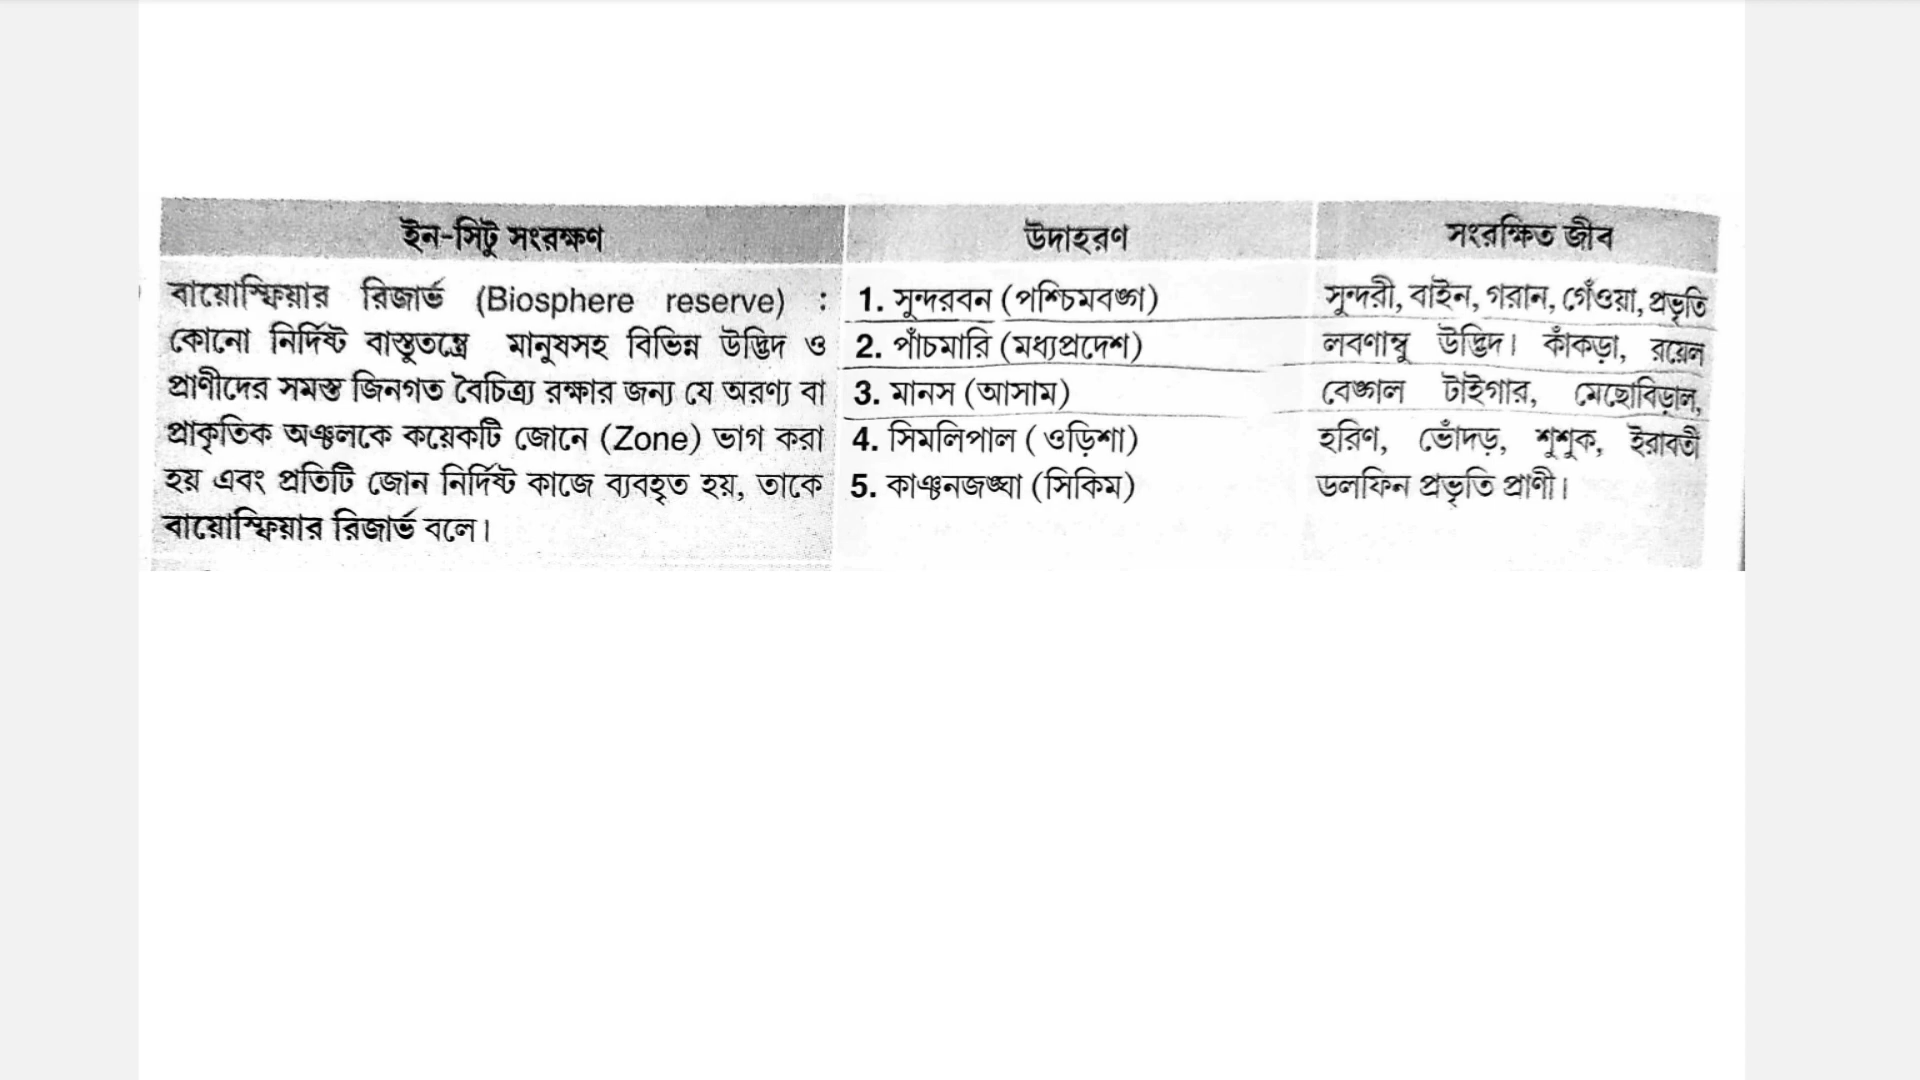 ইন-সিটু সংরক্ষণ
উদাহরণ
সংরক্ষিত জীব
বায়োস্ফিয়ার রিজার্ভ (Biosphere reserve) :
কোনো নির্দিষ্ট বাস্তুতন্ত্রে মানুষসহ বিভিন্ন উদ্ভিদ ও
প্রাণীদের সমস্ত জিনগত বৈচিত্র্য রক্ষার জন্য যে অরণ্য বা
প্রাকৃতিক অঞ্চলকে কয়েকটি জোনে (Zone) ভাগ করা
হয় এবং প্রতিটি জোন নির্দিষ্ট কাজে ব্যবহৃত হয়, তাকে
বায়োস্ফিয়ার রিজার্ভ বলে।
1. সুন্দরবন (পশ্চিমবঙ্গ)
2. পাঁচমারি (মধ্যপ্রদেশ)
3. মানস (আসাম)
4. সিমলিপাল ( ওড়িশা)
5. কাঞ্চনজঙ্ঘা (সিকিম)
সুন্দরী, বাইন, গরান, গেঁওয়া, প্রভৃতি
লবণাম্বু উদ্ভিদ। কাঁকড়া, রয়েল
বেঙ্গল টাইগার, মেছোবিড়াল,
হরিণ, ভোঁদড়, শুশুক, ইরাবতী
ডলফিন প্রভৃতি প্রাণী।